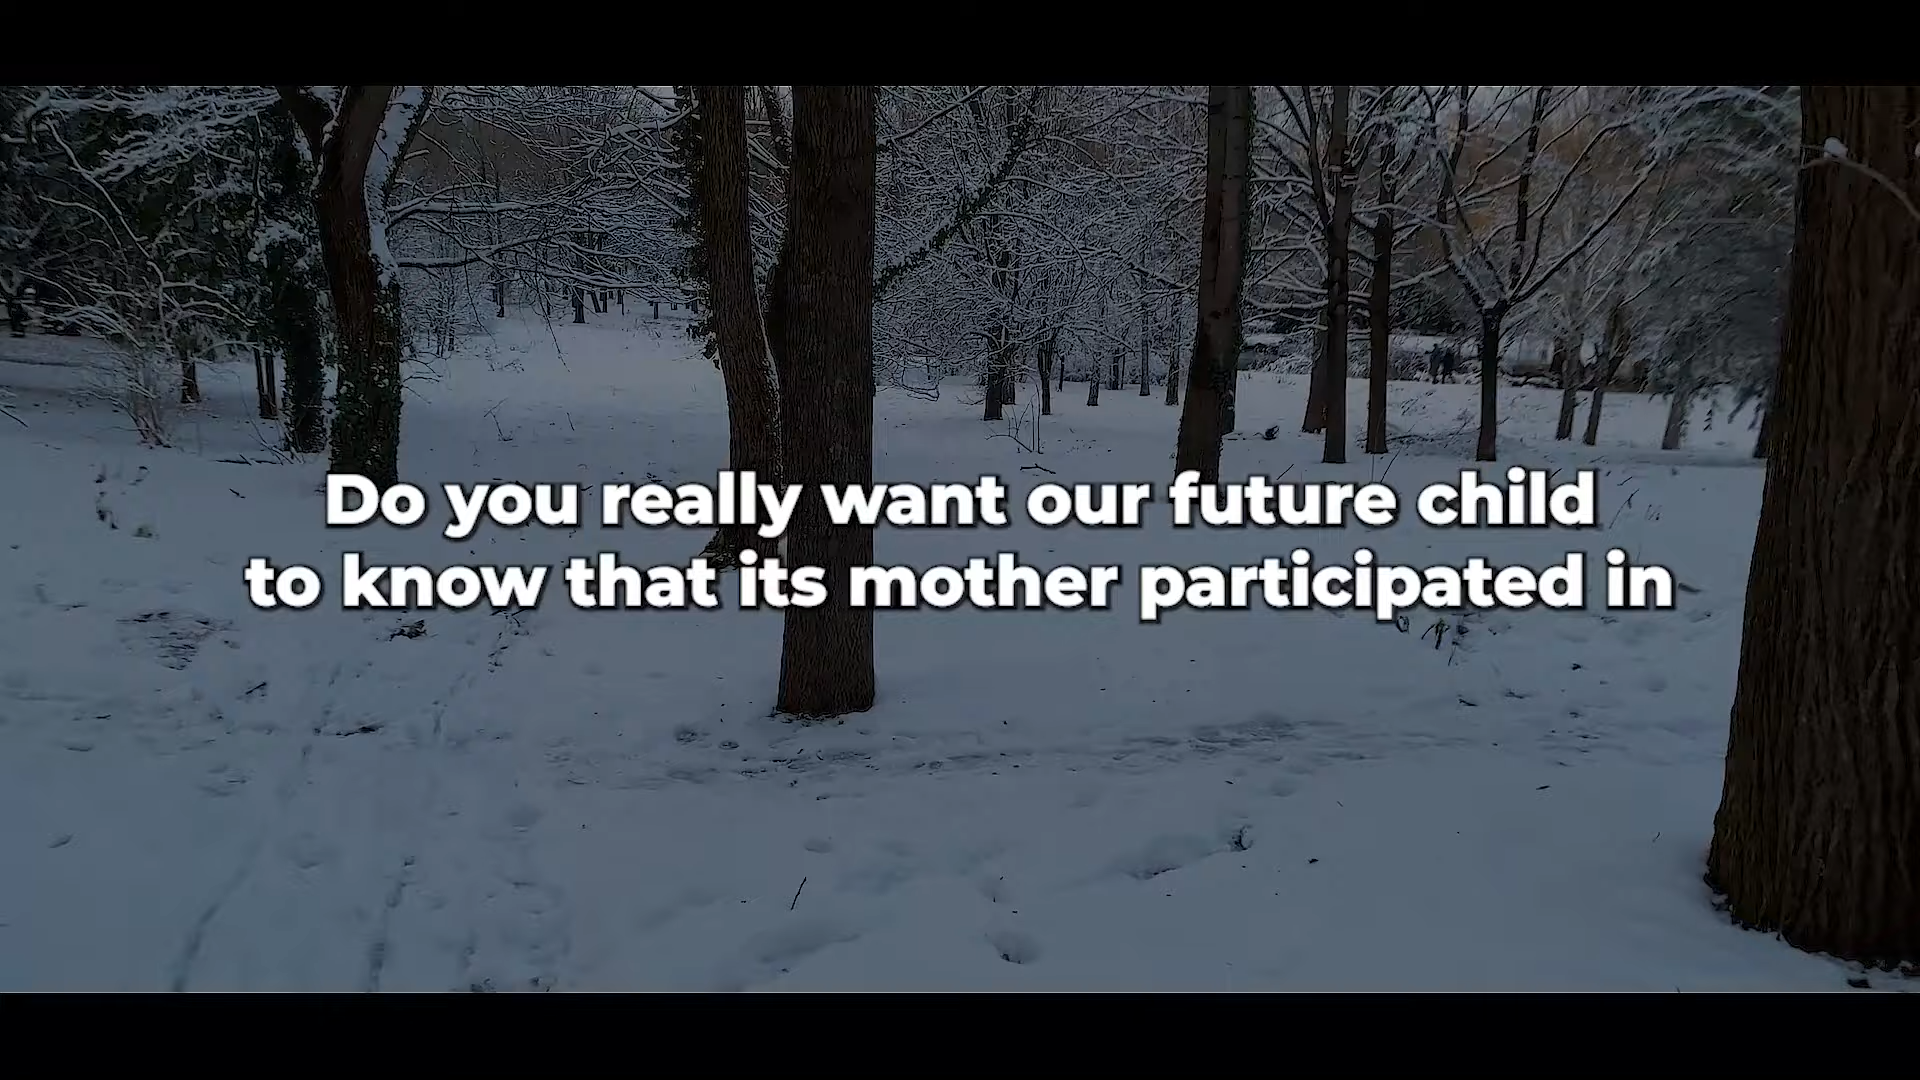 Do you really want our future child
to know that its mother participated in